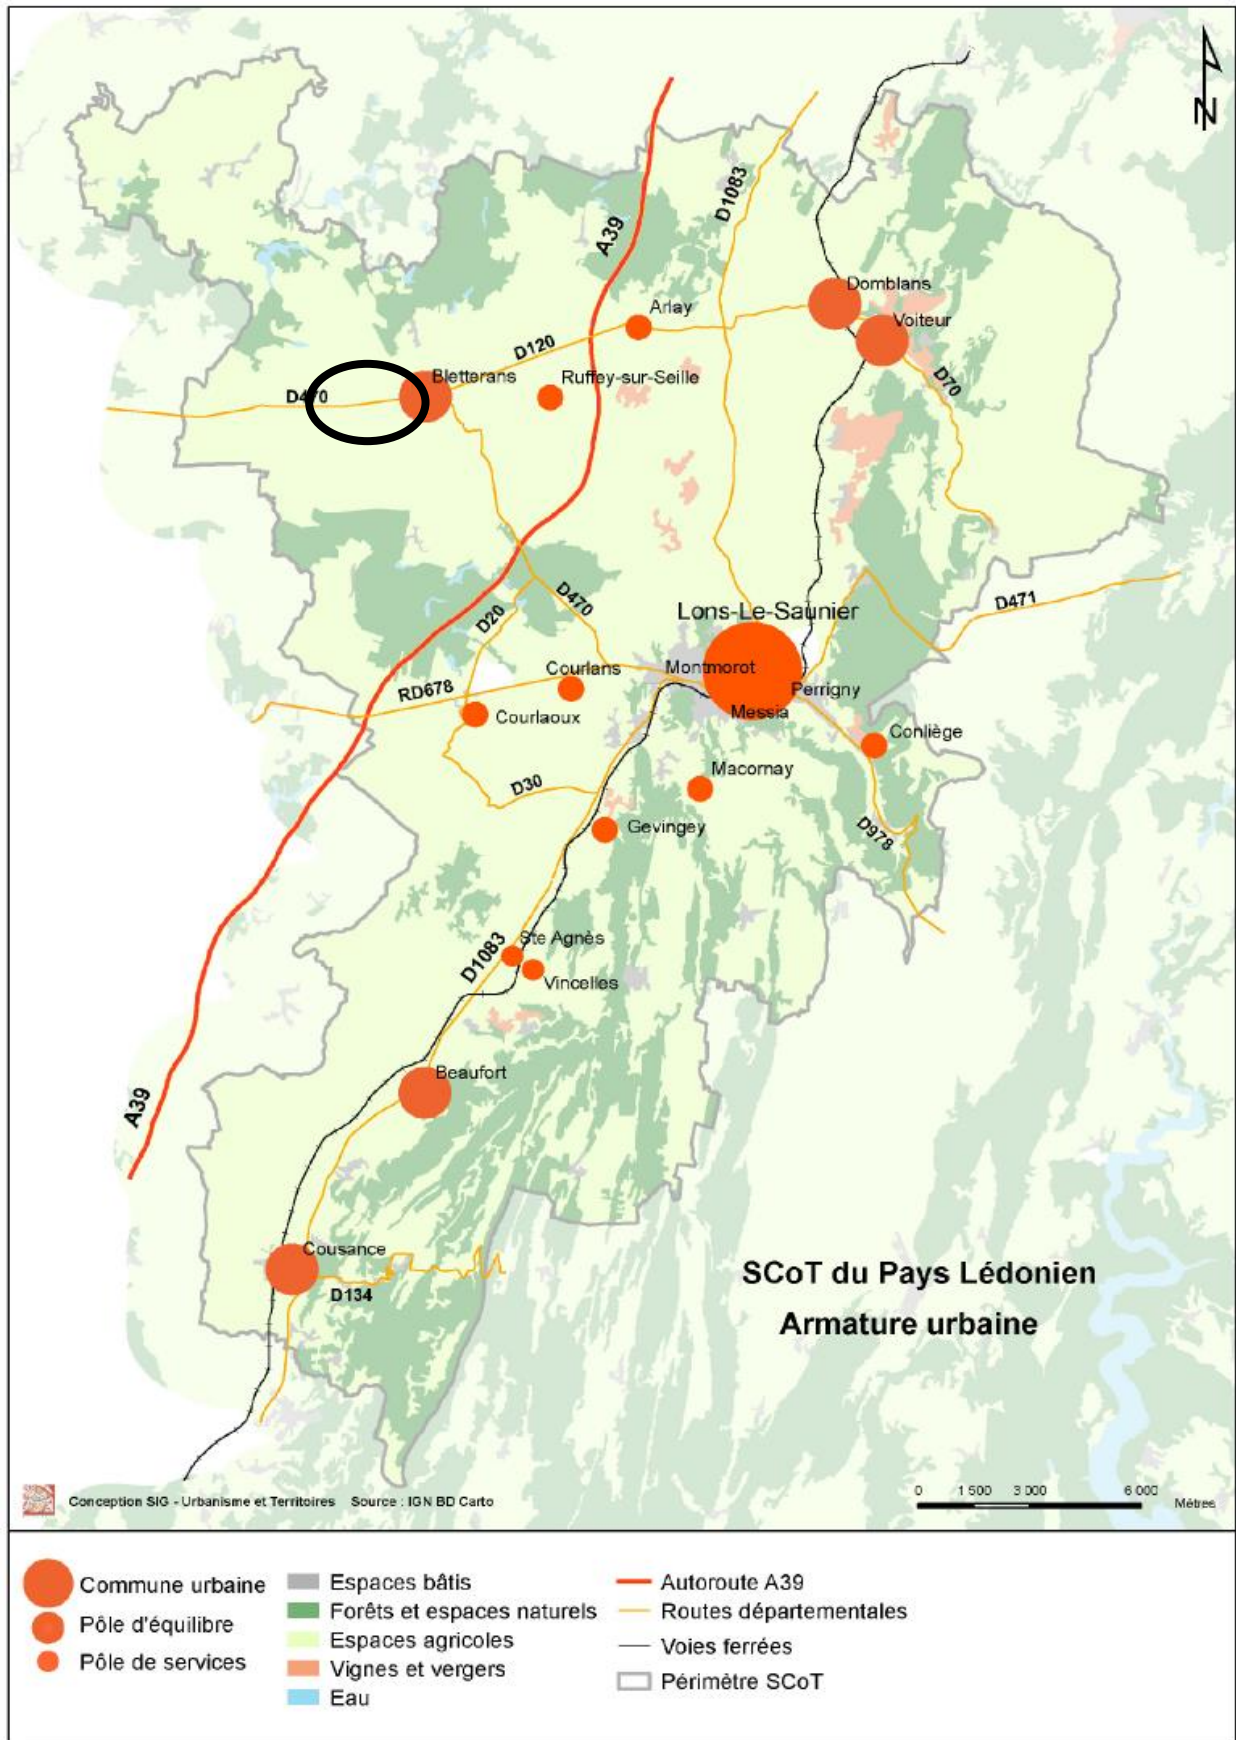 N
D1083
A39
Domblans
Arlay
Voiteur
D120
Bletterans
Ruffey-sur-Seille
D70
D470
D470
D471
Lons-Le-Saunier
D20
Courlans
Montmorot
RD678
Perrigny
Courlaoux
Messia
Conliège
Macornay
D30
Gevingey
D978
Ste Agnès
D1083
Vincelles
Beaufort
A39
Cousance
D134
SCoT du Pays Lédonien
Armature urbaine
Conception SIG - Urbanisme et Territoires Source : IGN BD Carto
0 1 500 3 000 6 000
Mètres
Commune urbaine
Pôle d'équilibre
Pôle de services
Espaces bâtis
Forêts et espaces naturels
Espaces agricoles
Vignes et vergers
Eau
Autoroute A39
Routes départementales
Voies ferrées
Périmètre SCoT